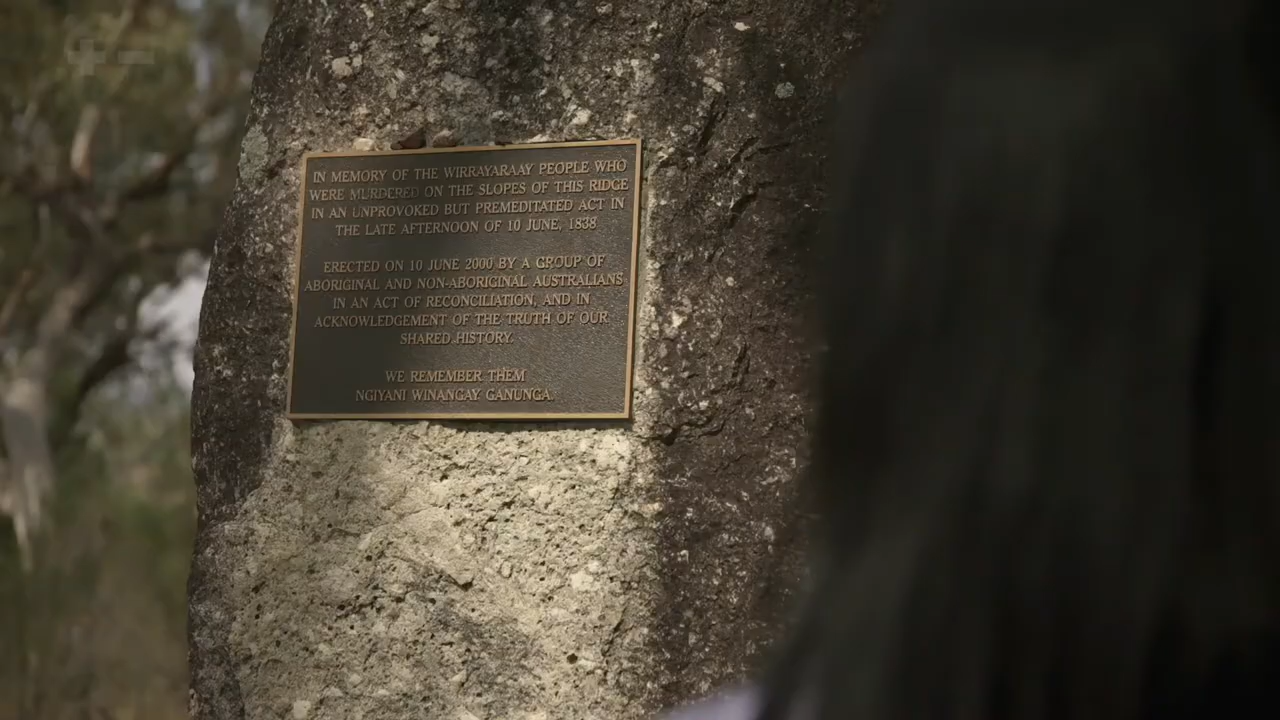 IN MEMORY OF THE WIRRAYARAAY PEOPLE WHO
WERE MURDERED ON THE SLOPES OF THIS RIDGE
IN AN UNPROVOKED BUT PREMEDITATED ACT IN
THE LATE AFTERNOON OF 10 JUNE, 1838
ERECTED ON 10 JUNE 2000 BY A GROUP OF
ABORIGINAL AND NON-ABORIGINAL AUSTRALIANS
IN AN ACT OF RECONCILIATION, AND IN
ACKNOWLEDGEMENT OF THE TRUTH OF OUR
SHARED HISTORY.
WE REMEMBER THEM
NGIYANI WINANGAY GANUNGA.